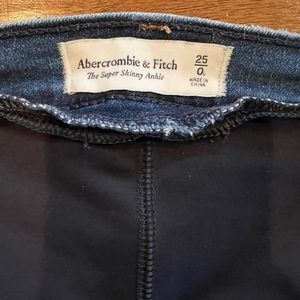 Abercrombie & Fitch
The Super Skinny Ankle
25
0
MADE IN
CHINA